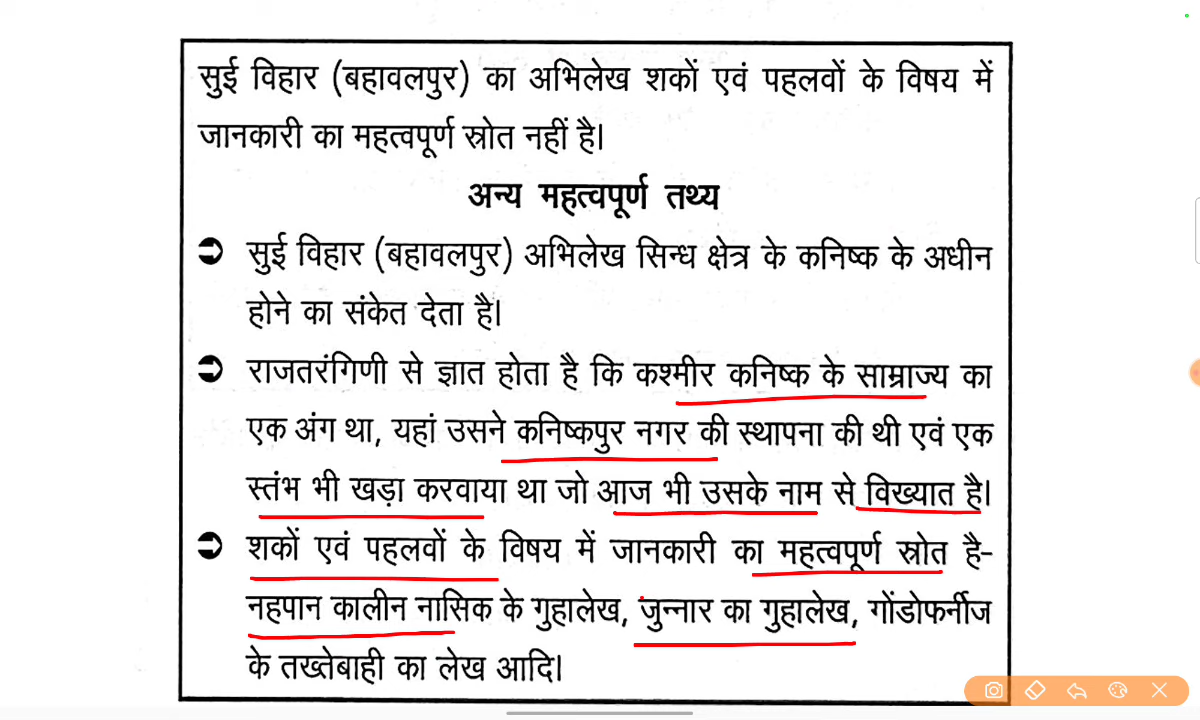 सुई विहार (बहावलपुर) का अभिलेख शकों एवं पहलवों के विषय में
जानकारी का महत्वपूर्ण स्रोत नहीं है।
अन्य महत्वपूर्ण तथ्य
➲ सुई विहार (बहावलपुर) अभिलेख सिन्ध क्षेत्र के कनिष्क के अधीन
होने का संकेत देता है।
➲ राजतरंगिणी से ज्ञात होता है कि कश्मीर कनिष्क के साम्राज्य का
एक अंग था, यहां उसने कनिष्कपुर नगर की स्थापना की थी एवं एक
स्तंभ भी खड़ा करवाया था जो आज भी उसके नाम से विख्यात है।
➲ शकों एवं पहलवों के विषय में जानकारी का महत्वपूर्ण स्रोत है-
नहपान कालीन नासिक के गुहालेख, जुन्नार का गुहालेख, गोंडोफर्नीज
के तख्तेबाही का लेख आदि।